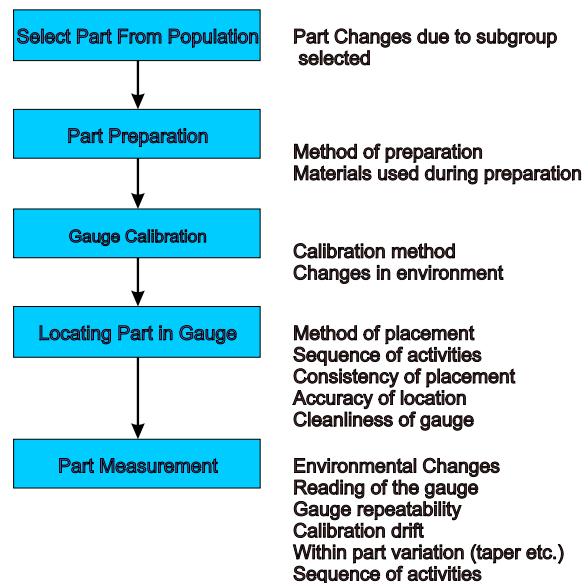 Select Part From Population
Part Changes due to subgroup
selected
Part Preparation
Method of preparation
Materials used during preparation
Gauge Calibration
Calibration method
Changes in environment
Locating Part in Gauge
Method of placement
Sequence of activities
Consistency of placement
Accuracy of location
Cleanliness of gauge
Part Measurement
Environmental Changes
Reading of the gauge
Gauge repeatability
Calibration drift
Within part variation (taper etc.)
Sequence of activities